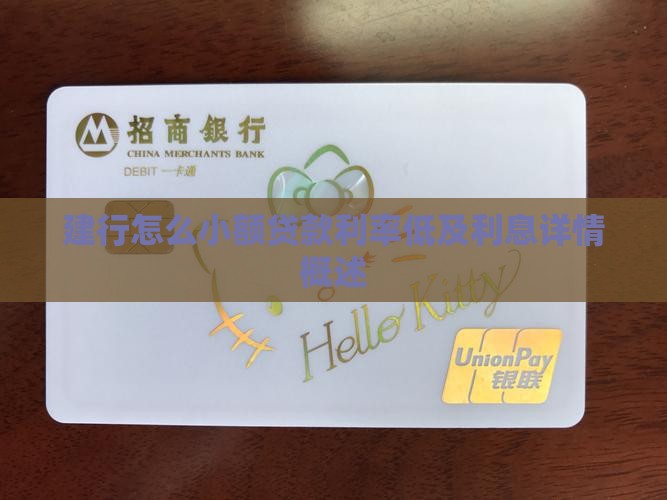 招商銀行
CHINA MERCHANTS BANK
DEBIT 一卡通
建行怎么小额贷款利率低及利息详情
概述
Hello Kitty
UnionPay
银联